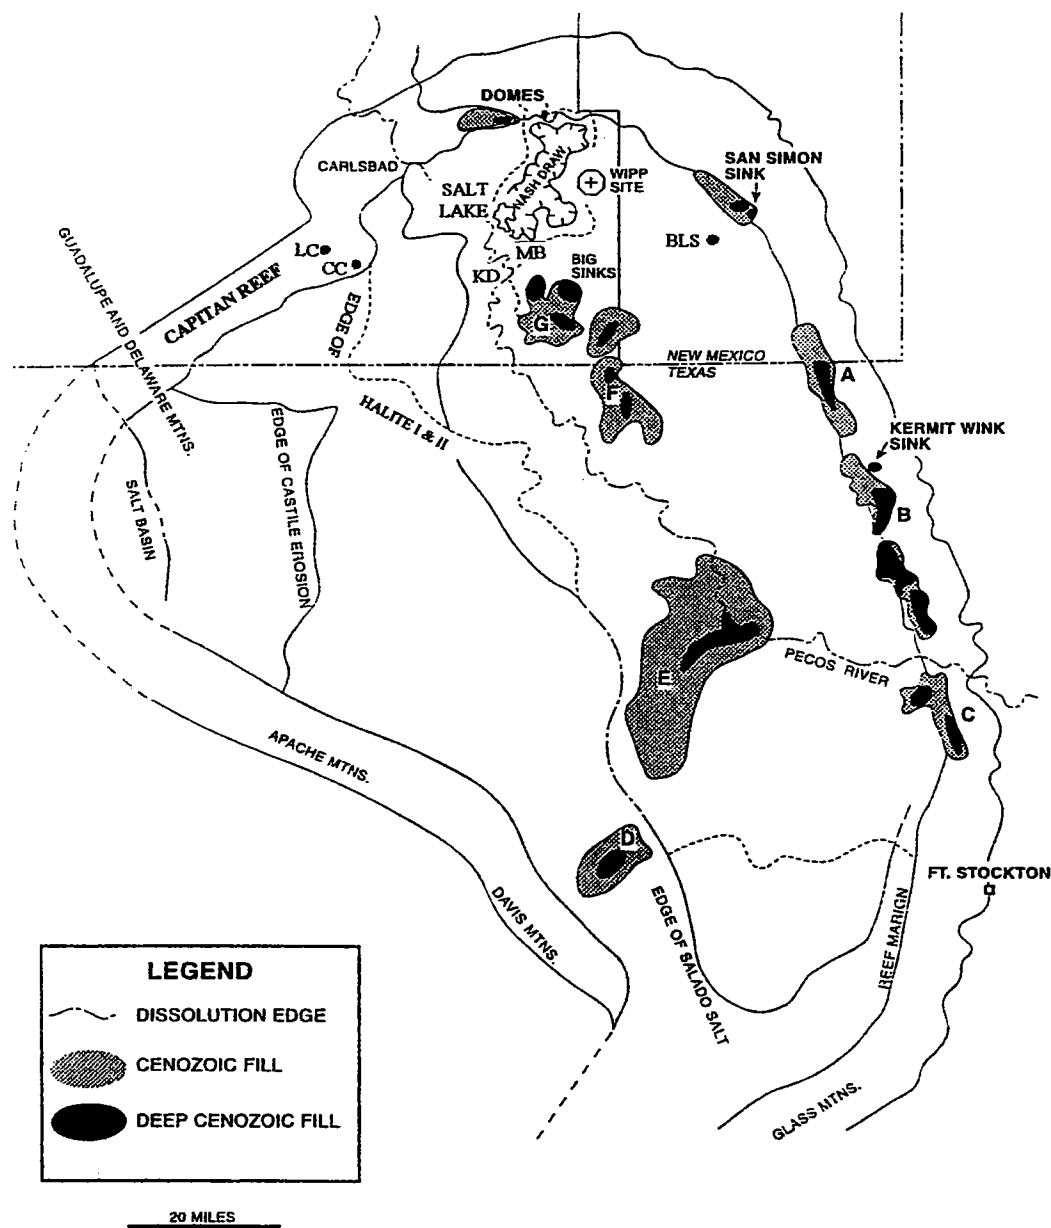 DOMES
CARLSBAD
SAN SIMON
SINK
SALT
LAKE
NASH DRAW
WIPP
SITE
BLS
LC
CC
MB
KD
BIG
SINKS
GUADALUPE AND DELAWARE MTNS.
CAPITAN REEF
EDGE OF
HALITE I & II
G
NEW MEXICO
TEXAS
A
F
KERMIT WINK
SINK
EDGE OF CASTILE EROSION
SALT BASIN
B
PECOS RIVER
E
C
APACHE MTNS.
D
FT. STOCKTON
DAVIS MTNS.
EDGE OF SALADO SALT
REEF MARIGN
GLASS MTNS.
LEGEND
DISSOLUTION EDGE
CENOZOIC FILL
DEEP CENOZOIC FILL
20 MILES